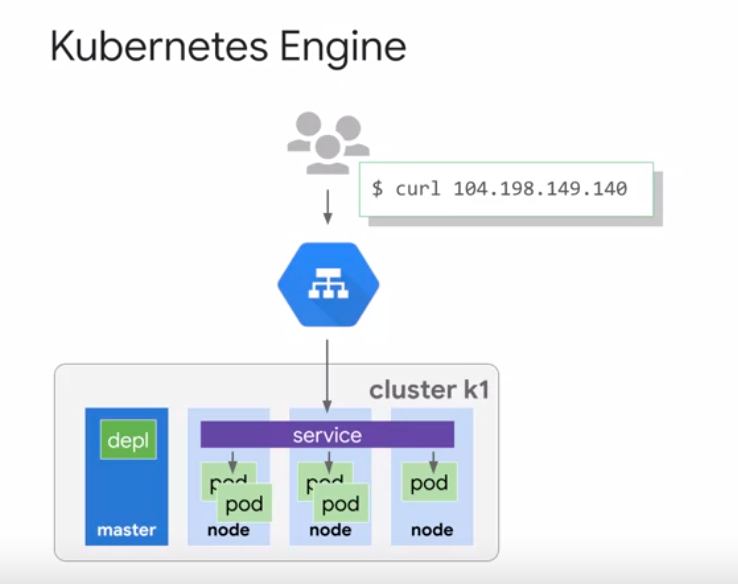 Kubernetes Engine
$ curl 104.198.149.140
cluster k1
depl
service
pod
pod
pod
pod
pod
master
node
node
node